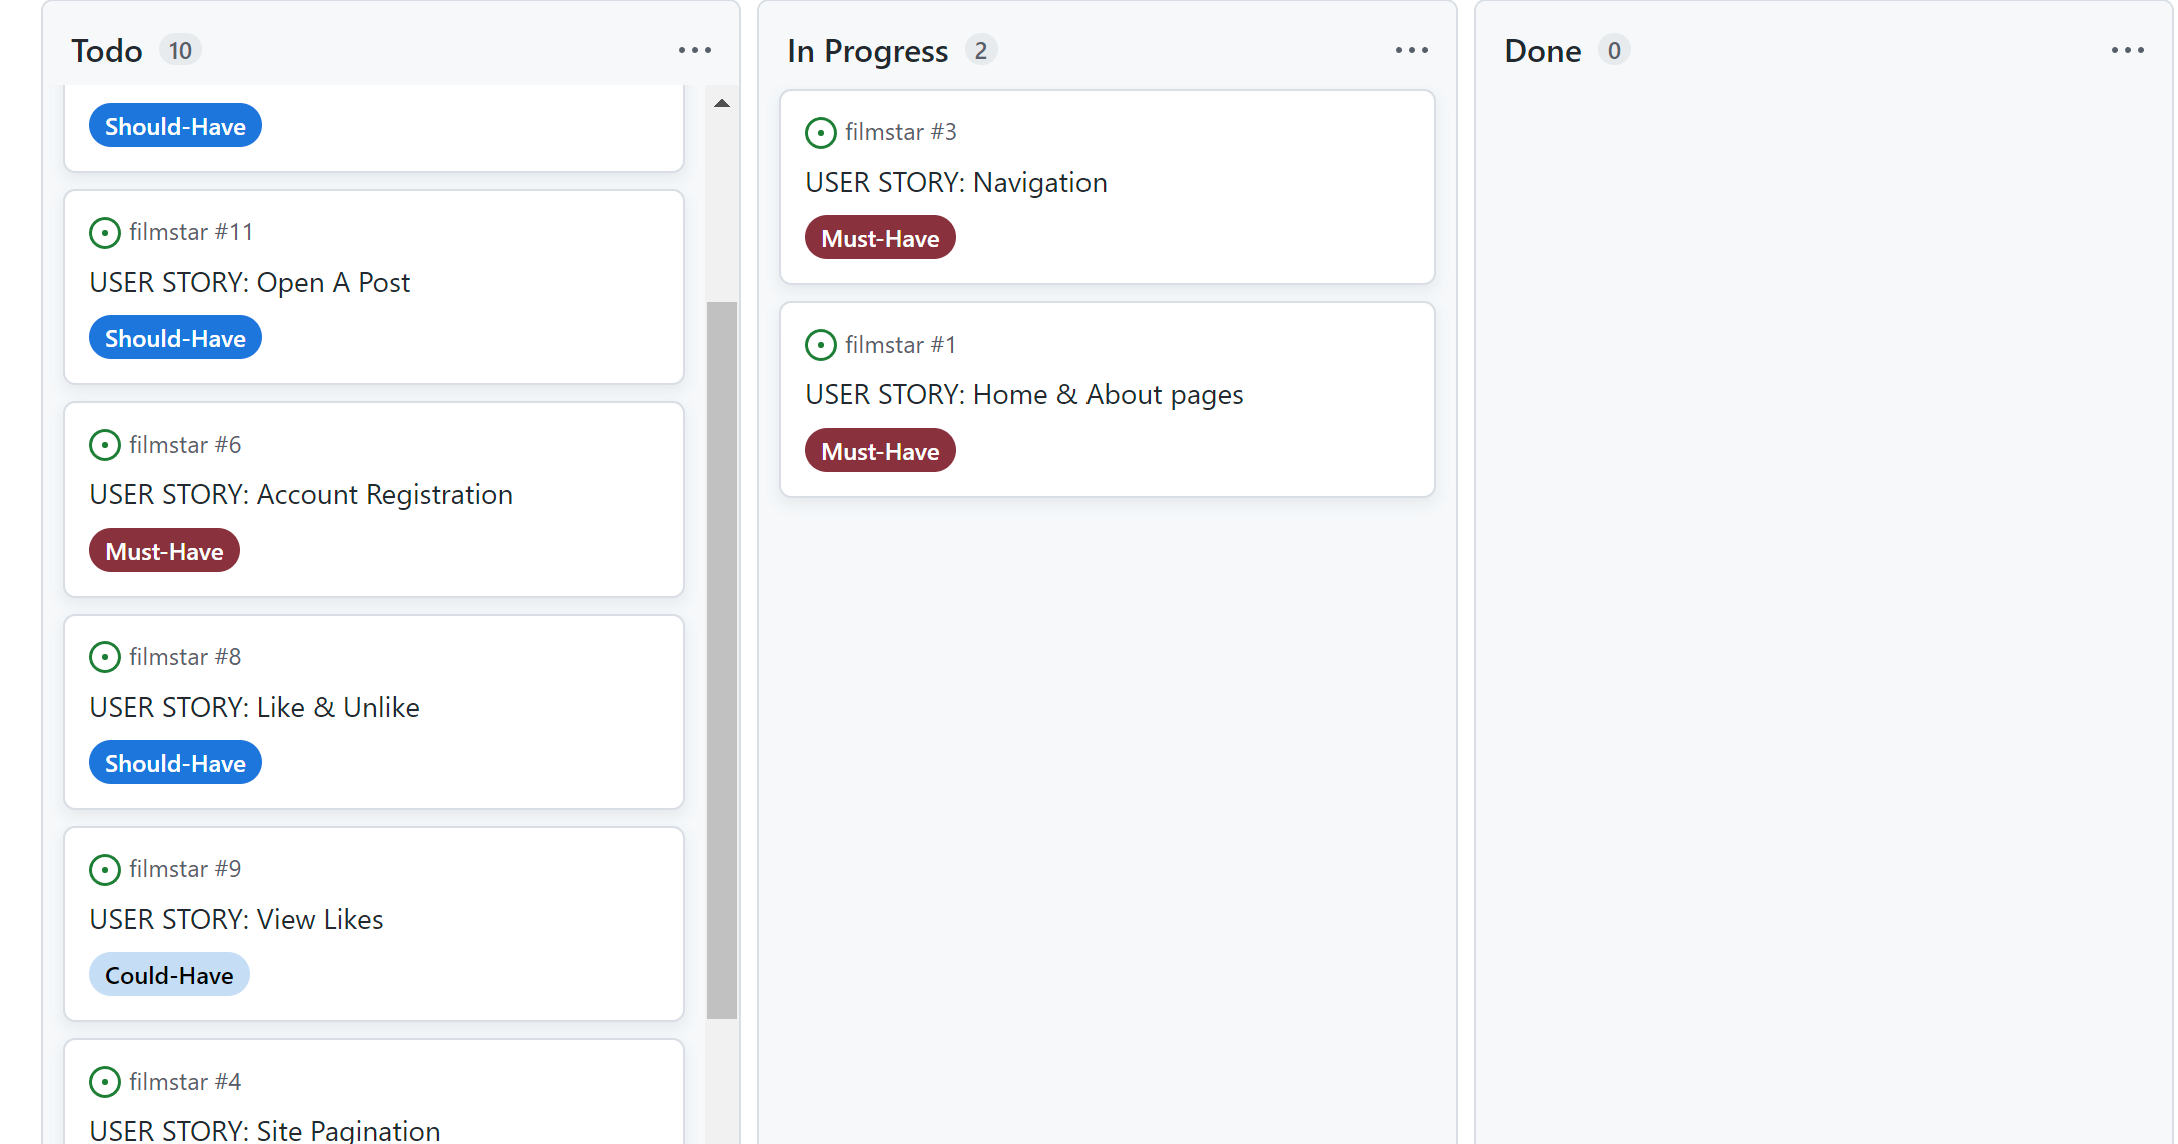 Todo 10
Should-Have
filmstar #11
USER STORY: Open A Post
Should-Have
filmstar #6
USER STORY: Account Registration
Must-Have
filmstar #8
USER STORY: Like & Unlike
Should-Have
filmstar #9
USER STORY: View Likes
Could-Have
filmstar #4
USER STORY: Site Pagination
In Progress 2
filmstar #3
USER STORY: Navigation
Must-Have
filmstar #1
USER STORY: Home & About pages
Must-Have
Done 0